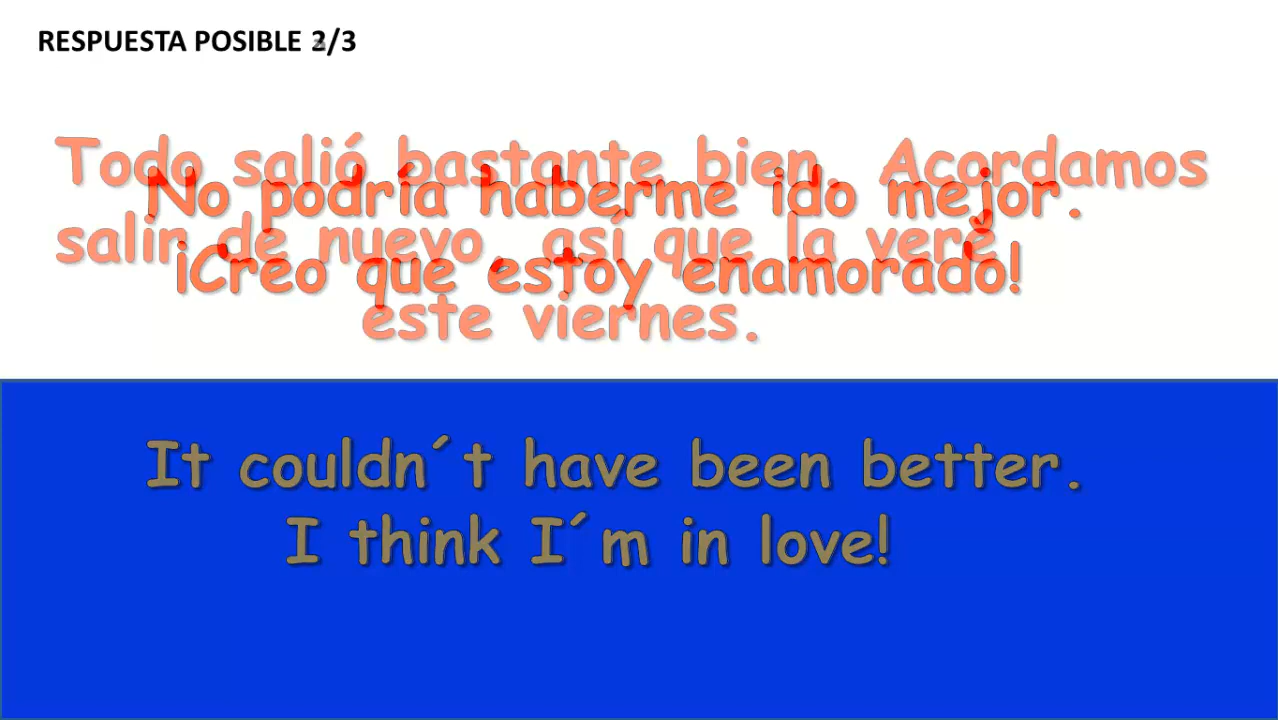 RESPUESTA POSIBLE 2/3
Todo salió bastante bien. Acordamos
No podría haberme ido mejor.
salir de nuevo, así que la veré
¡Creo que estoy enamorado!
este viernes.
It couldn´t have been better.
I think I´m in love!